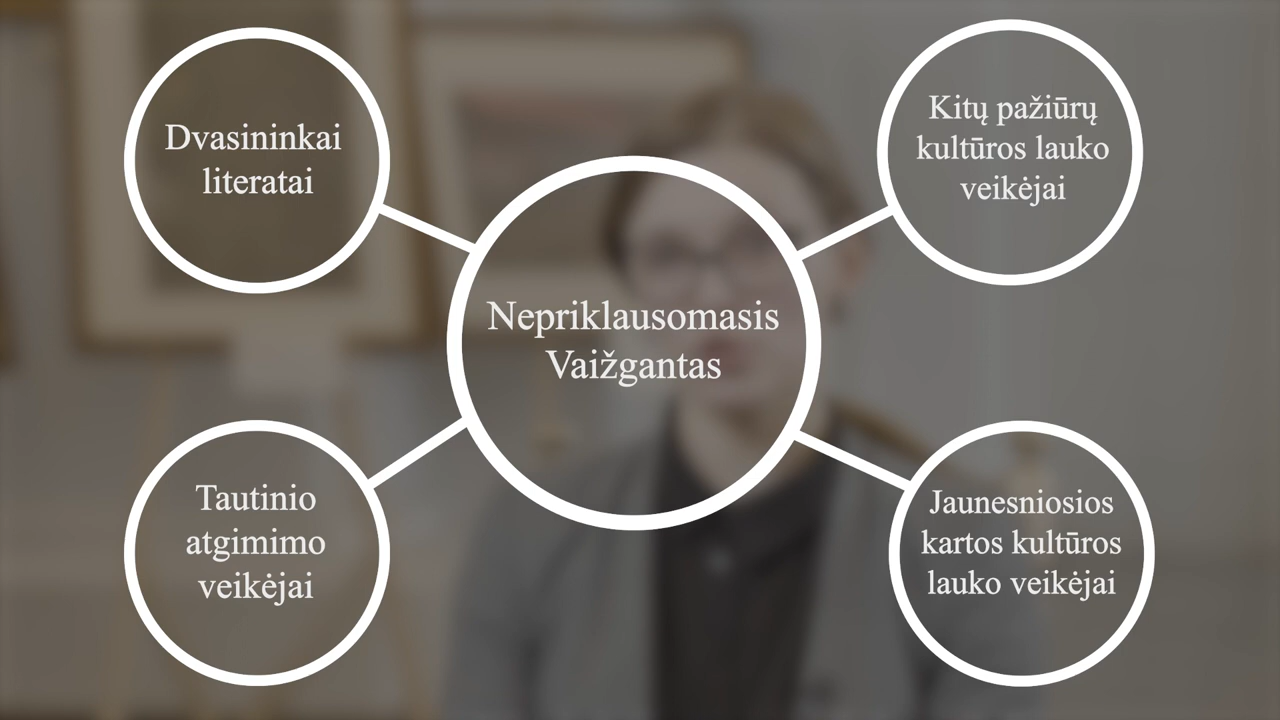 Dvasininkai
literatai
Kitų pažiūrų
kultūros lauko
veikėjai
Nepriklausomasis
Vaižgantas
Tautinio
atgimimo
veikėjai
Jaunesniosios
kartos kultūros
lauko veikėjai